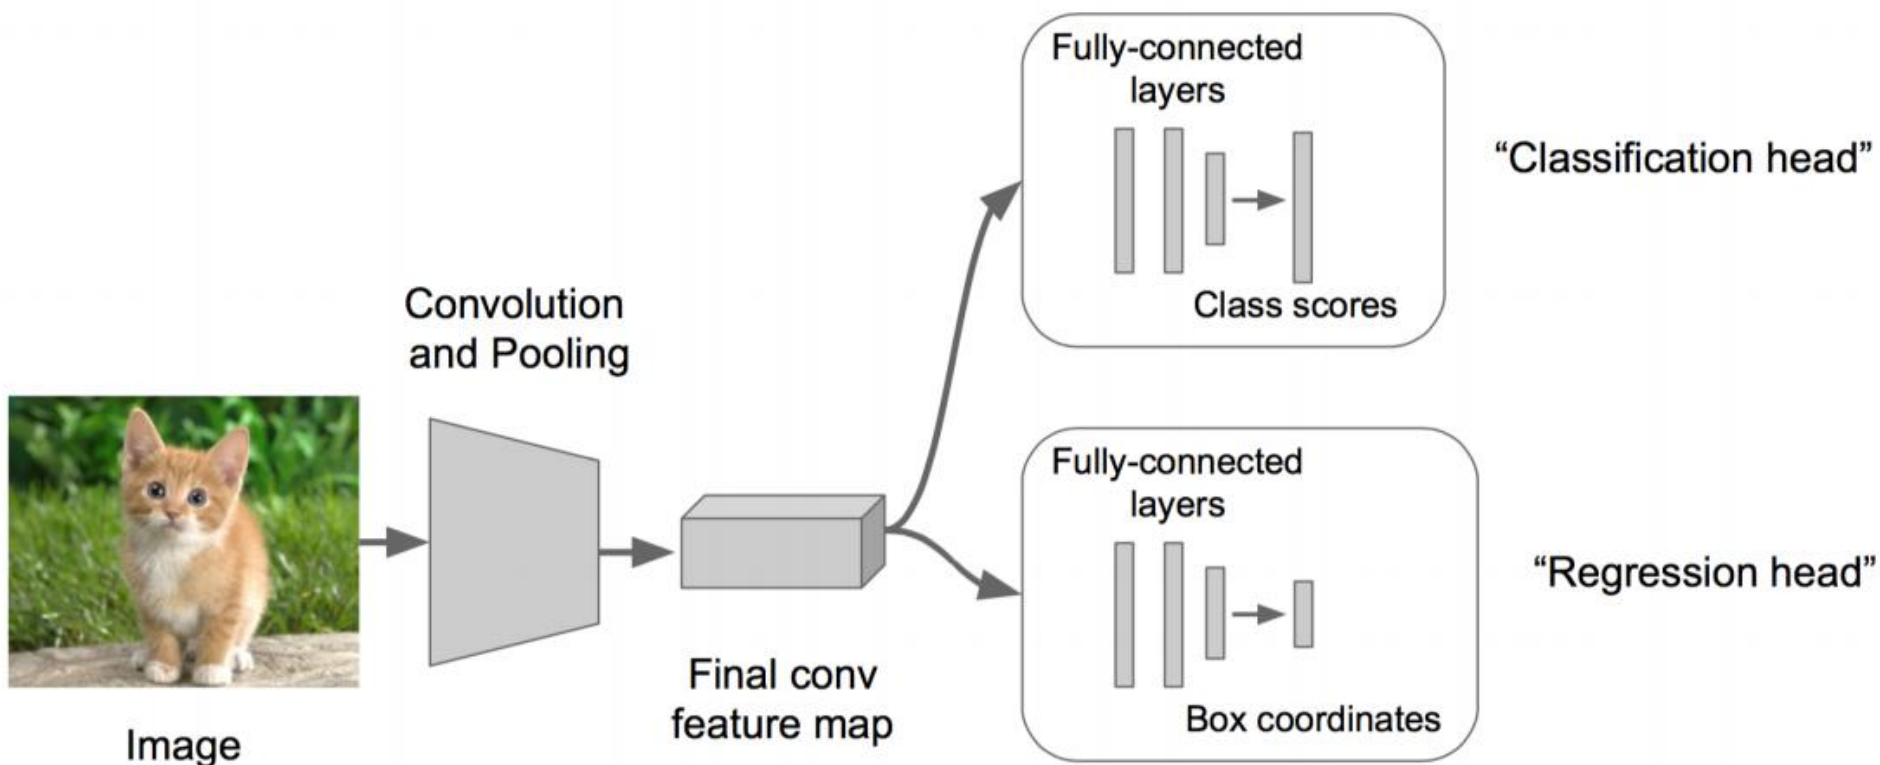 Fully-connected
layers
Class scores
“Classification head”
Convolution
and Pooling
Image
Final conv
feature map
Fully-connected
layers
Box coordinates
“Regression head”